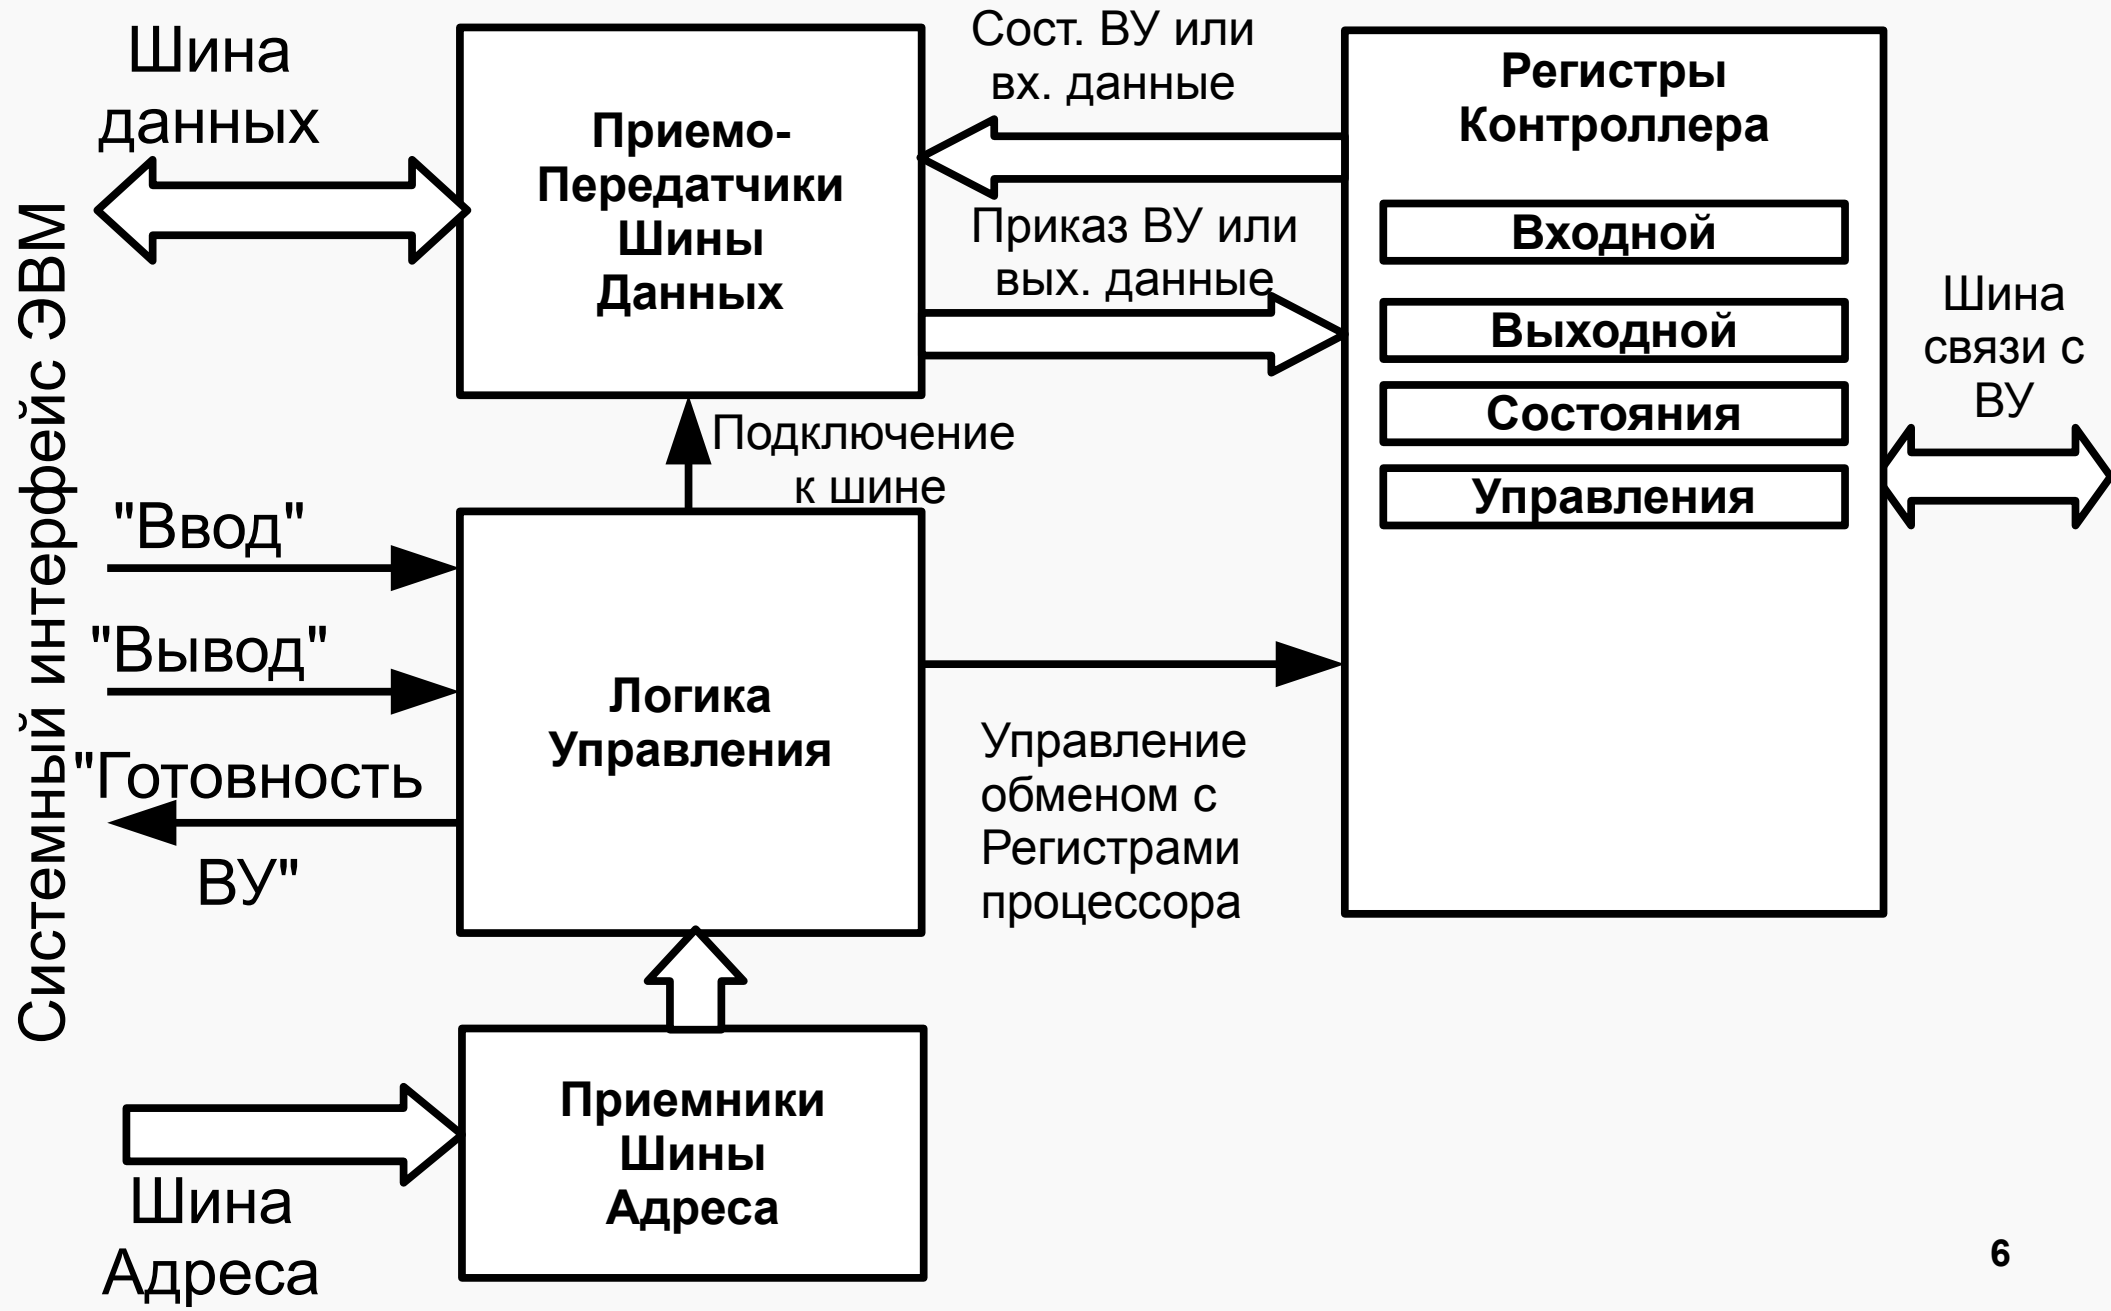 Системный интерфейс ЭВМ
Шина
данных
Приемо-
Передатчики
Шины
Данных
Сост. ВУ или
вх. данные
Приказ ВУ или
вых. данные
Регистры
Контроллера
Входной
Выходной
Состояния
Управления
Шина
связи с
ВУ
Подключение
к шине
"Ввод"
"Вывод"
"Готовность
ВУ"
Логика
Управления
Управление
обменом с
Регистрами
процессора
Приемники
Шины
Адреса
Шина
Адреса
6